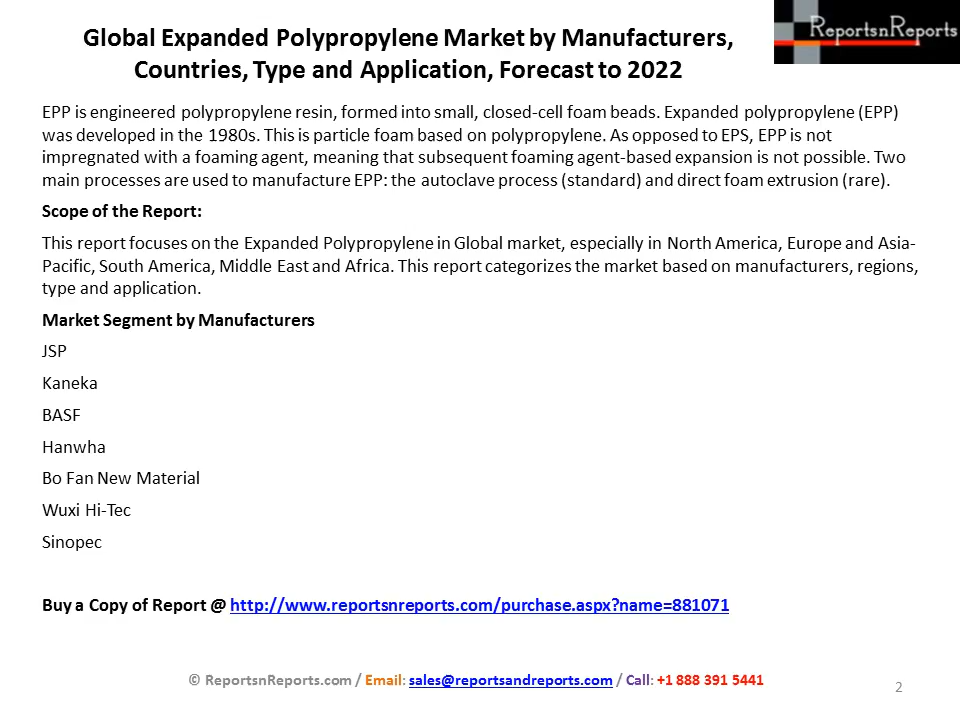 Global Expanded Polypropylene Market by Manufacturers,
Countries, Type and Application, Forecast to 2022
ReportsnReports
EPP is engineered polypropylene resin, formed into small, closed-cell foam beads. Expanded polypropylene (EPP)
was developed in the 1980s. This is particle foam based on polypropylene. As opposed to EPS, EPP is not
impregnated with a foaming agent, meaning that subsequent foaming agent-based expansion is not possible. Two
main processes are used to manufacture EPP: the autoclave process (standard) and direct foam extrusion (rare).
Scope of the Report:
This report focuses on the Expanded Polypropylene in Global market, especially in North America, Europe and Asia-
Pacific, South America, Middle East and Africa. This report categorizes the market based on manufacturers, regions,
type and application.
Market Segment by Manufacturers
JSP
Kaneka
BASF
Hanwha
Bo Fan New Material
Wuxi Hi-Tec
Sinopec
Buy a Copy of Report @ http://www.reportsnreports.com/purchase.aspx?name=881071
© ReportsnReports.com / Email: sales@reportsandreports.com / Call: +1 888 391 5441
2